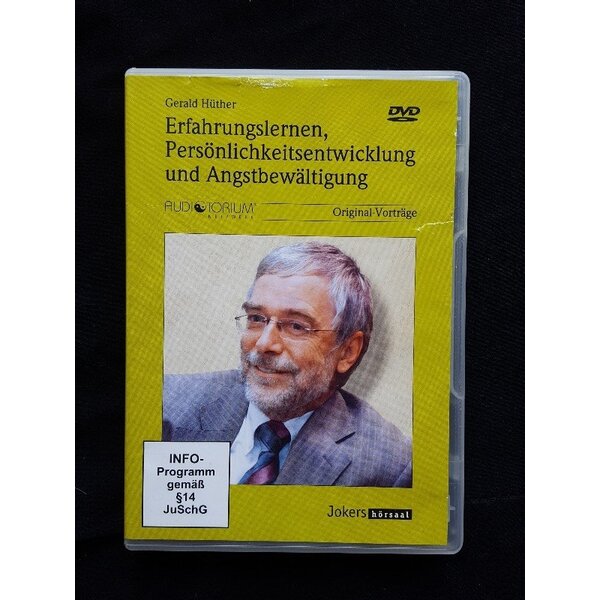 Gerald Hüther
DVD
Erfahrungslernen,
Persönlichkeitsentwicklung
und Angstbewältigung
AUDITORIUM
Original-Vorträge
INFO-
Programm
gemäß
§14
JuSchG
Jokers hörsaal